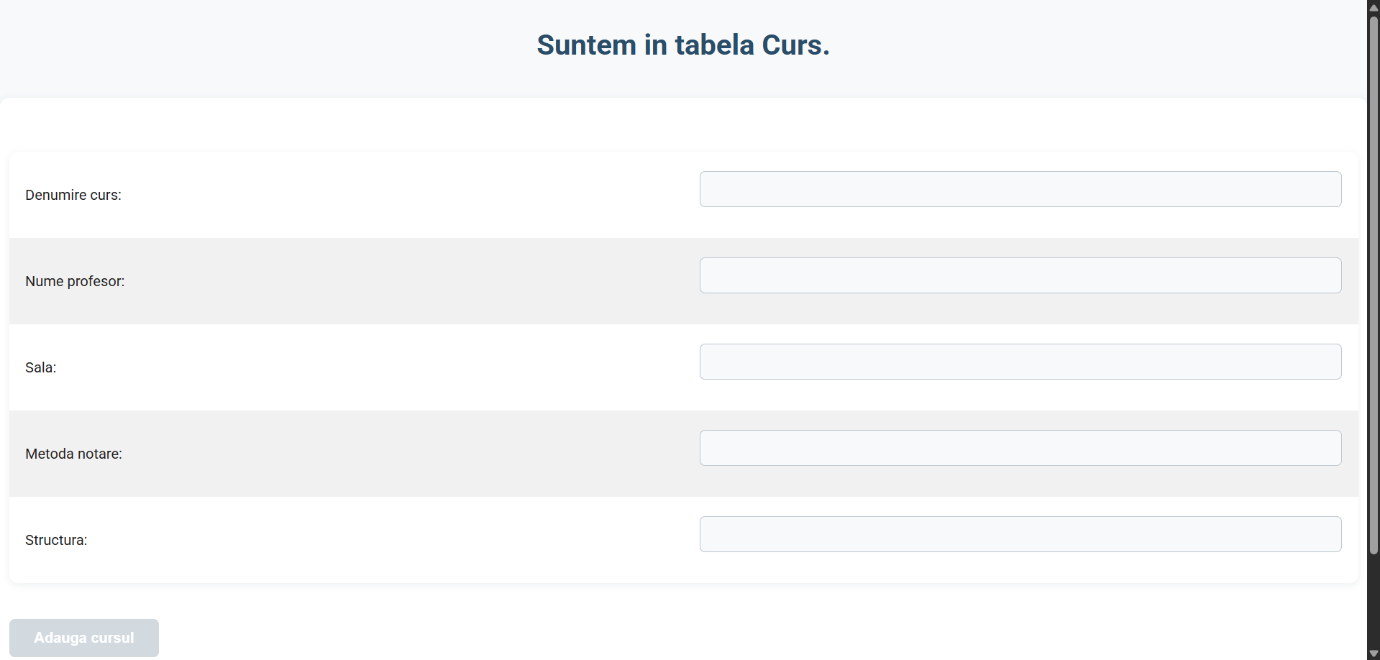 Suntem in tabela Curs.
Denumire curs:
Nume profesor:
Sala:
Metoda notare:
Structura:
Adauga cursul